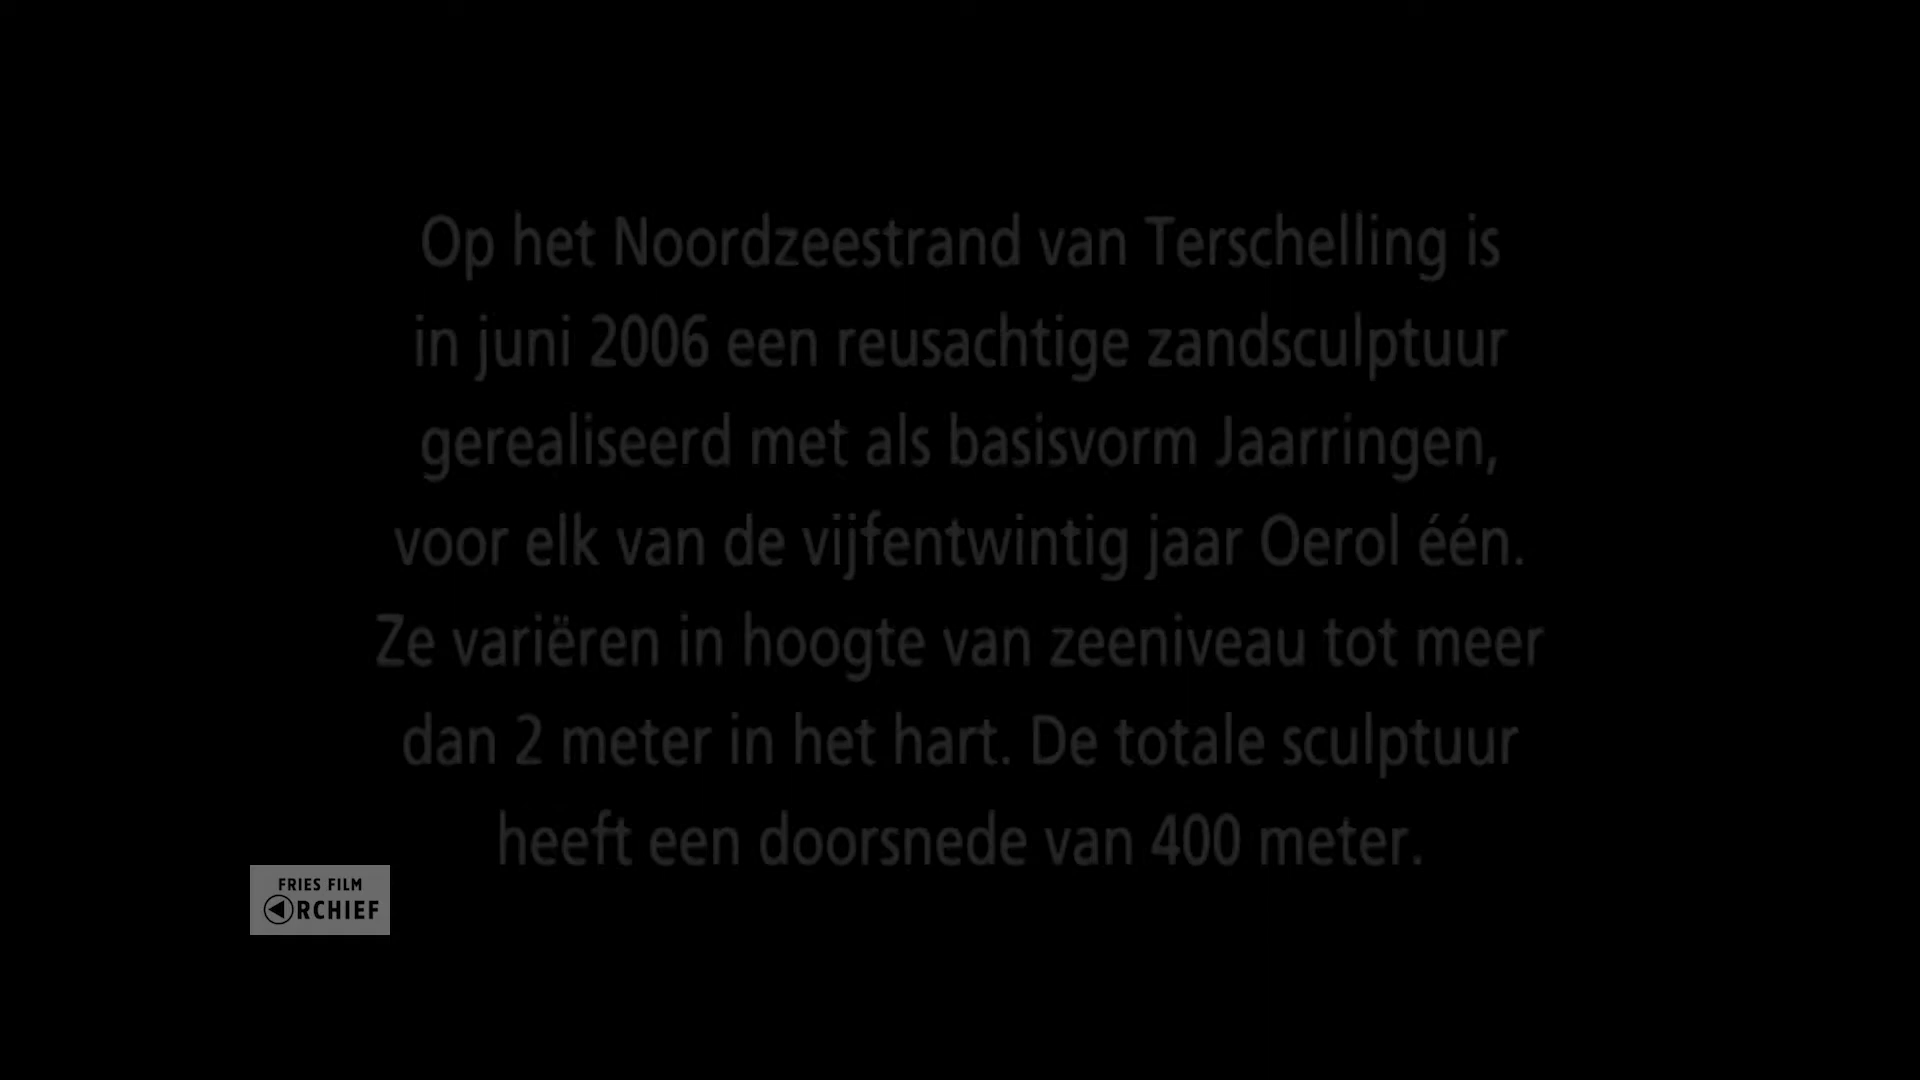 Op het Noordzeestrand van Terschelling is
in juni 2006 een reusachtige zandsculptuur
gerealiseerd met als basisvorm Jaarringen,
voor elk van de vijfentwintig jaar Oerol één.
Ze variëren in hoogte van zeeniveau tot meer
dan 2 meter in het hart. De totale sculptuur
heeft een doorsnede van 400 meter.
FRIES FILM
RCHIEF